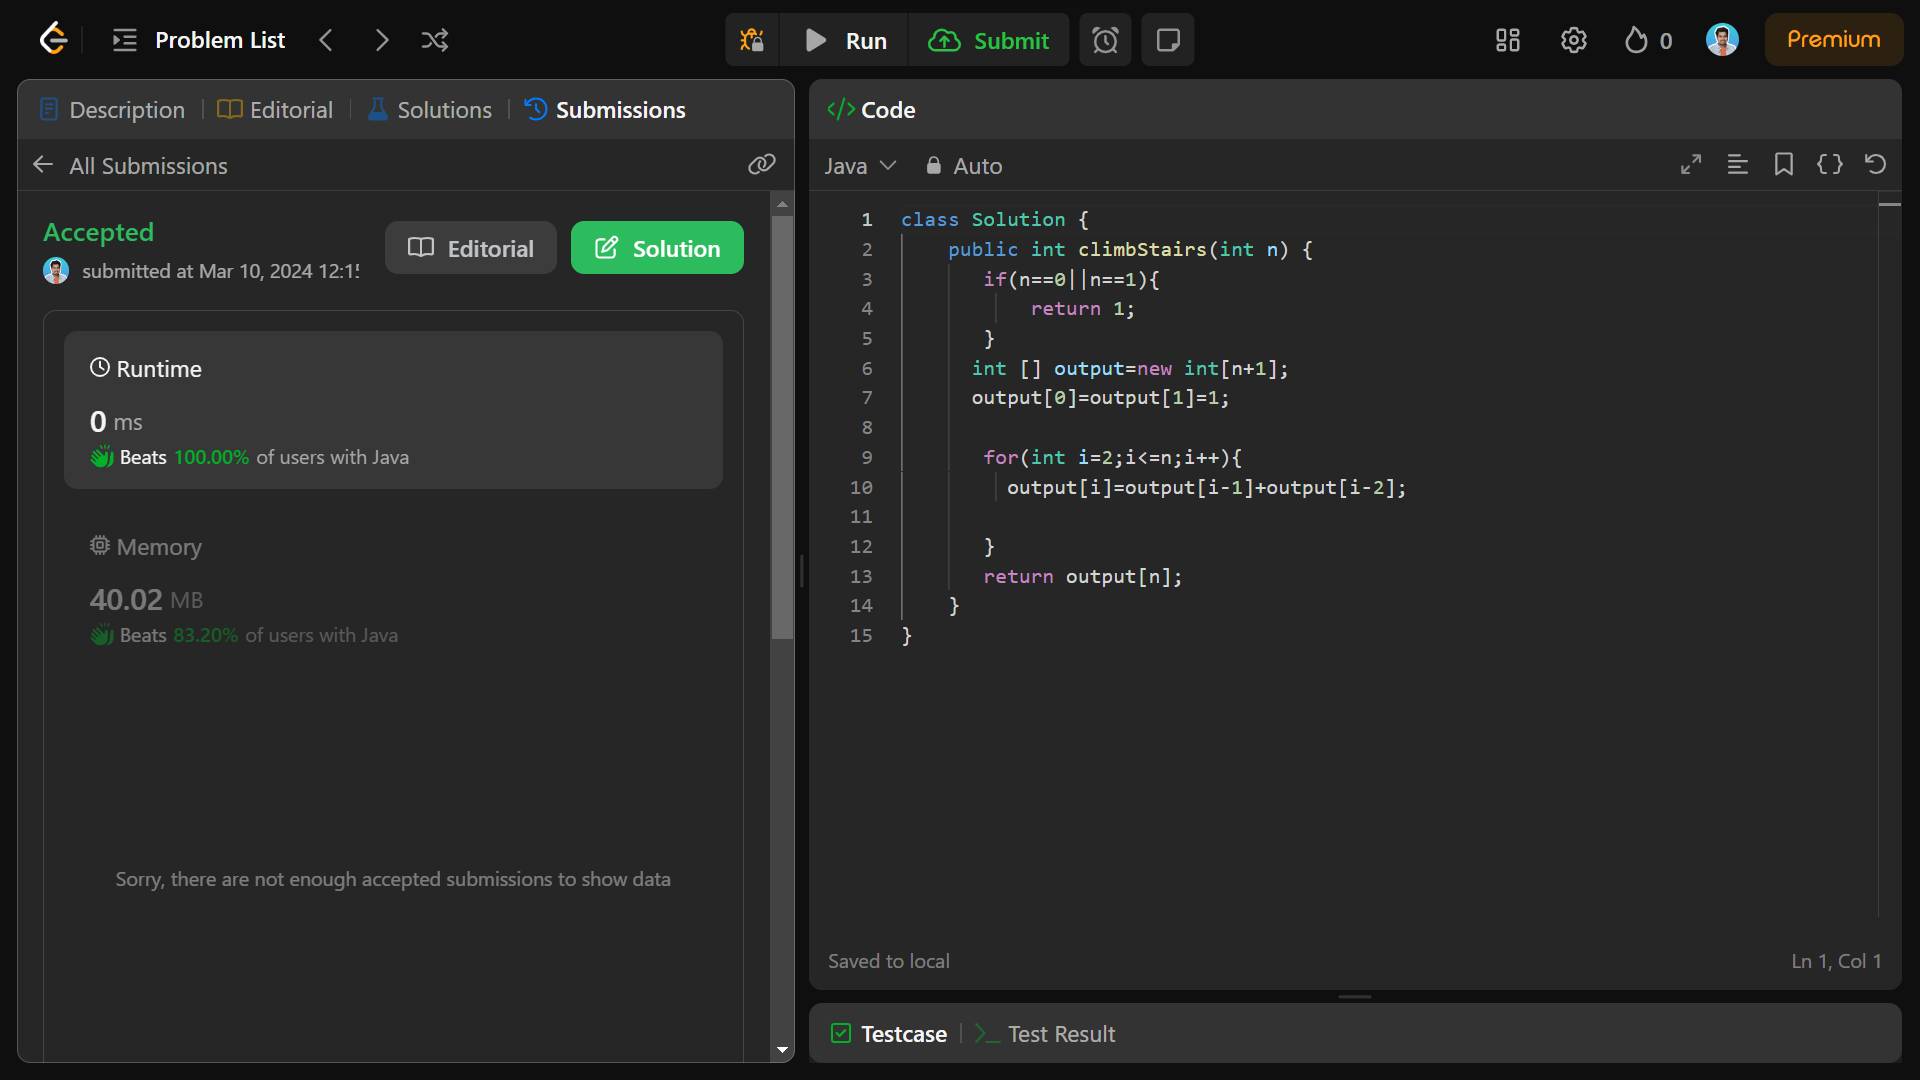 Problem List
Run
Submit
0
Premium
Description
Editorial
Solutions
Submissions
All Submissions
Accepted
submitted at Mar 10, 2024 12:15
Editorial
Solution
Runtime
0 ms
Beats 100.00% of users with Java
Memory
40.02 MB
Beats 83.20% of users with Java
Sorry, there are not enough accepted submissions to show data
</> Code
Java
Auto
1 class Solution {
2 public int climbStairs(int n) {
3 if(n==0||n==1){
4 return 1;
5 }
6 int [] output=new int[n+1];
7 output[0]=output[1]=1;
8
9 for(int i=2;i<=n;i++){
10 output[i]=output[i-1]+output[i-2];
11
12 }
13 return output[n];
14 }
15 }
Saved to local
Ln 1, Col 1
Testcase
Test Result